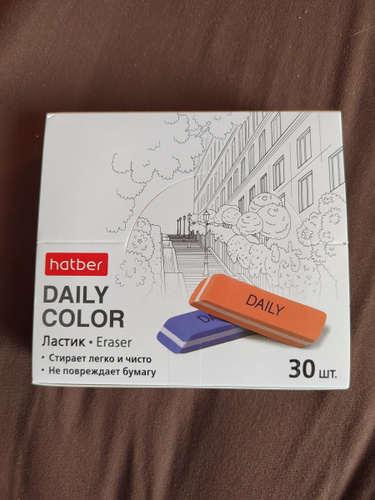 hatber
DAILY
COLOR
Ластик • Eraser
• Стирает легко и чисто
• Не повреждает бумагу
DAILY
30 шт.